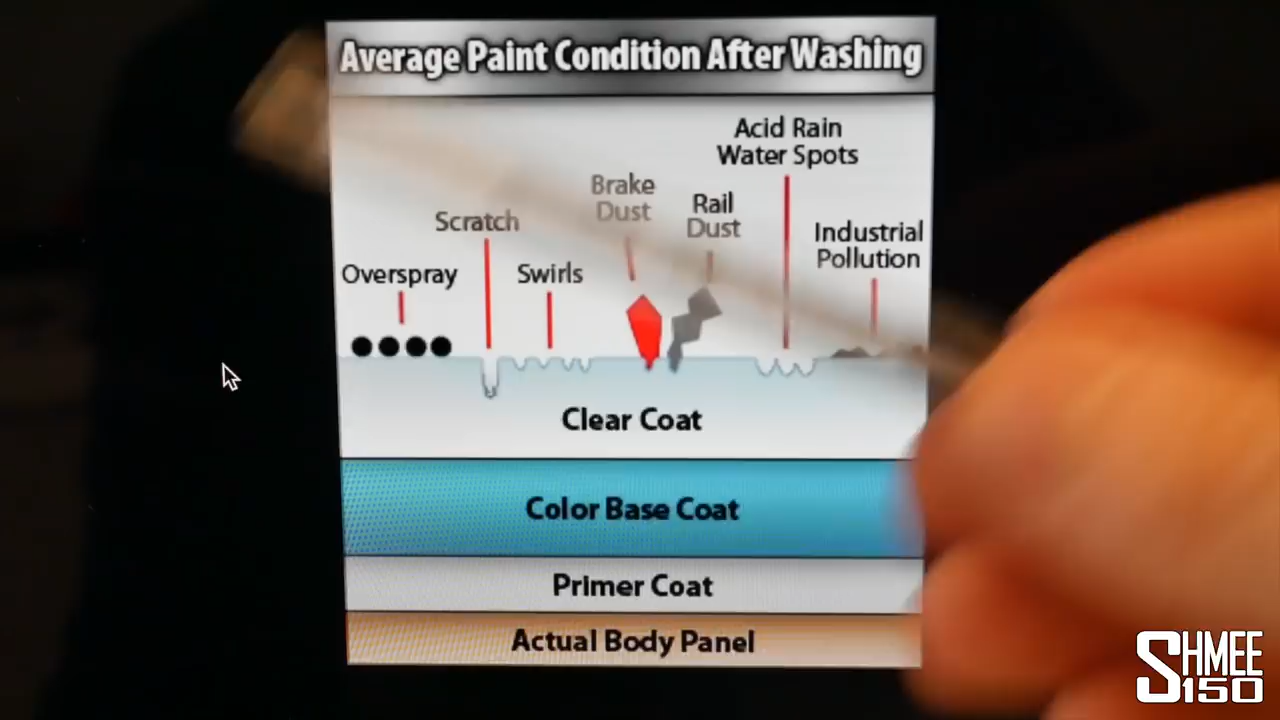 Average Paint Condition After Washing
Acid Rain
Water Spots
Brake
Dust
Rail
Dust
Scratch
Industrial
Pollution
Overspray
Swirls
Clear Coat
Color Base Coat
Primer Coat
Actual Body Panel
SHMEE
150